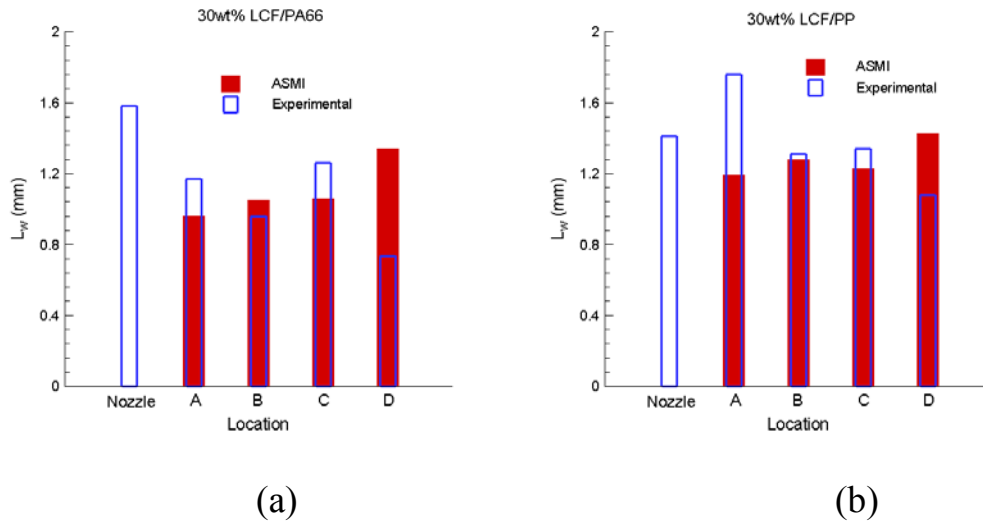 30wt% LCF/PA66
2
1.6
1.2
0.8
0.4
0
L_W (mm)
ASMI
Experimental
Nozzle A B C D
Location
(a)
30wt% LCF/PP
2
1.6
1.2
0.8
0.4
0
L_W (mm)
ASMI
Experimental
Nozzle A B C D
Location
(b)